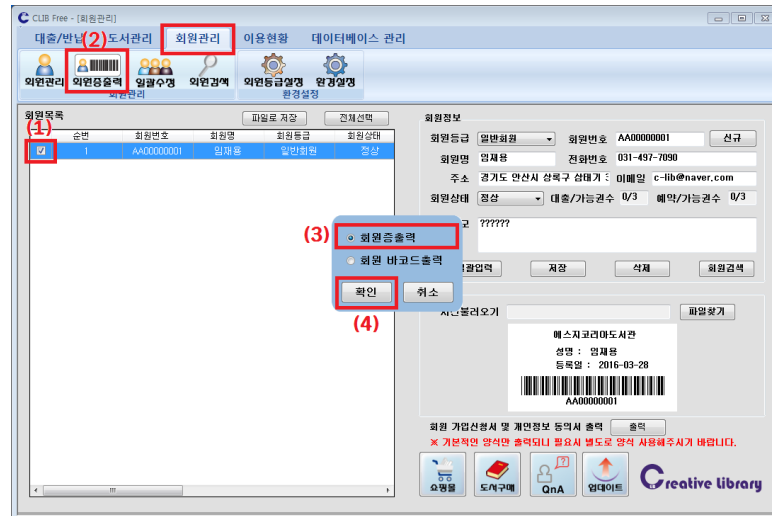 CLIB Free - [회원관리]
대출/반납 도서관리 회원관리 이용현황 데이터베이스 관리
(2)
회원관리 회원증출력 일괄수정 회원검색 회원등급설정 환경설정
회원관리 환경설정
회원목록 파일로 저장 전체선택
(1)
순번 회원번호 회원명 회원등급 회원상태
1 AA00000001 임재용 일반회원 정상
회원정보
회원등급 일반회원 회원번호 AA00000001 신규
회원명 임재용 전화번호 031-497-7090
주소 경기도 안산시 상록구 삼태기 이메일 c-lib@naver.com
회원상태 정상 대출/가능권수 0/3 예약/가능권수 0/3
고 ??????
(3)
회원증출력
회원 바코드출력
확인 취소
(4)
괄입력 저장 삭제 회원검색
불러오기 파일찾기
에스지코리아도서관
성명 : 임재용
등록일 : 2016-03-28
AA00000001
회원 가입신청서 및 개인정보 동의서 출력 출력
※ 기본적인 양식만 출력되니 필요시 별도로 양식 사용해주시기 바랍니다.
쇼핑몰 도서구매 QnA 업데이트 Creative Library